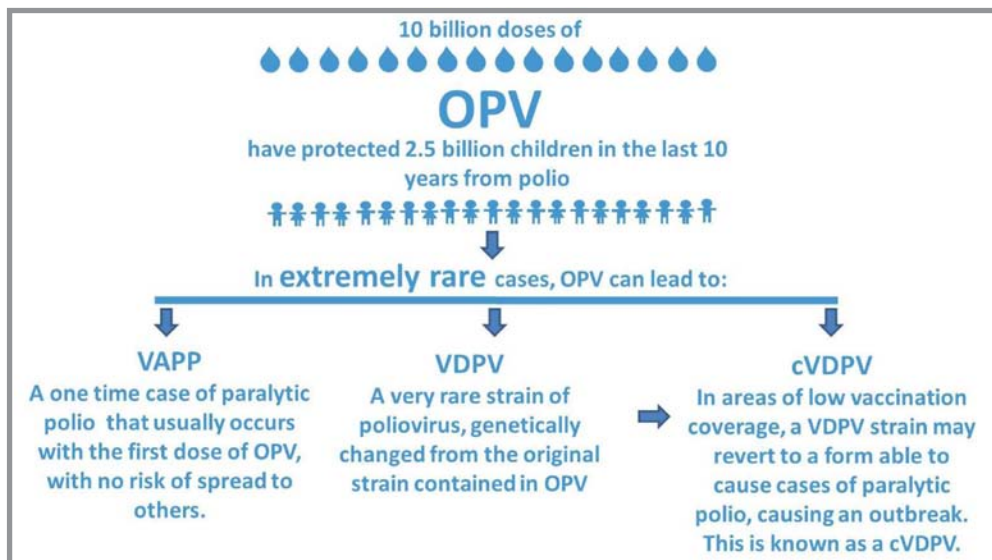 10 billion doses of
OPV
have protected 2.5 billion children in the last 10
years from polio
In extremely rare cases, OPV can lead to:
VAPP
A one time case of paralytic
polio that usually occurs
with the first dose of OPV,
with no risk of spread to
others.
VDPV
A very rare strain of
poliovirus, genetically
changed from the original
strain contained in OPV
cVDPV
In areas of low vaccination
coverage, a VDPV strain may
revert to a form able to
cause cases of paralytic
polio, causing an outbreak.
This is known as a cVDPV.